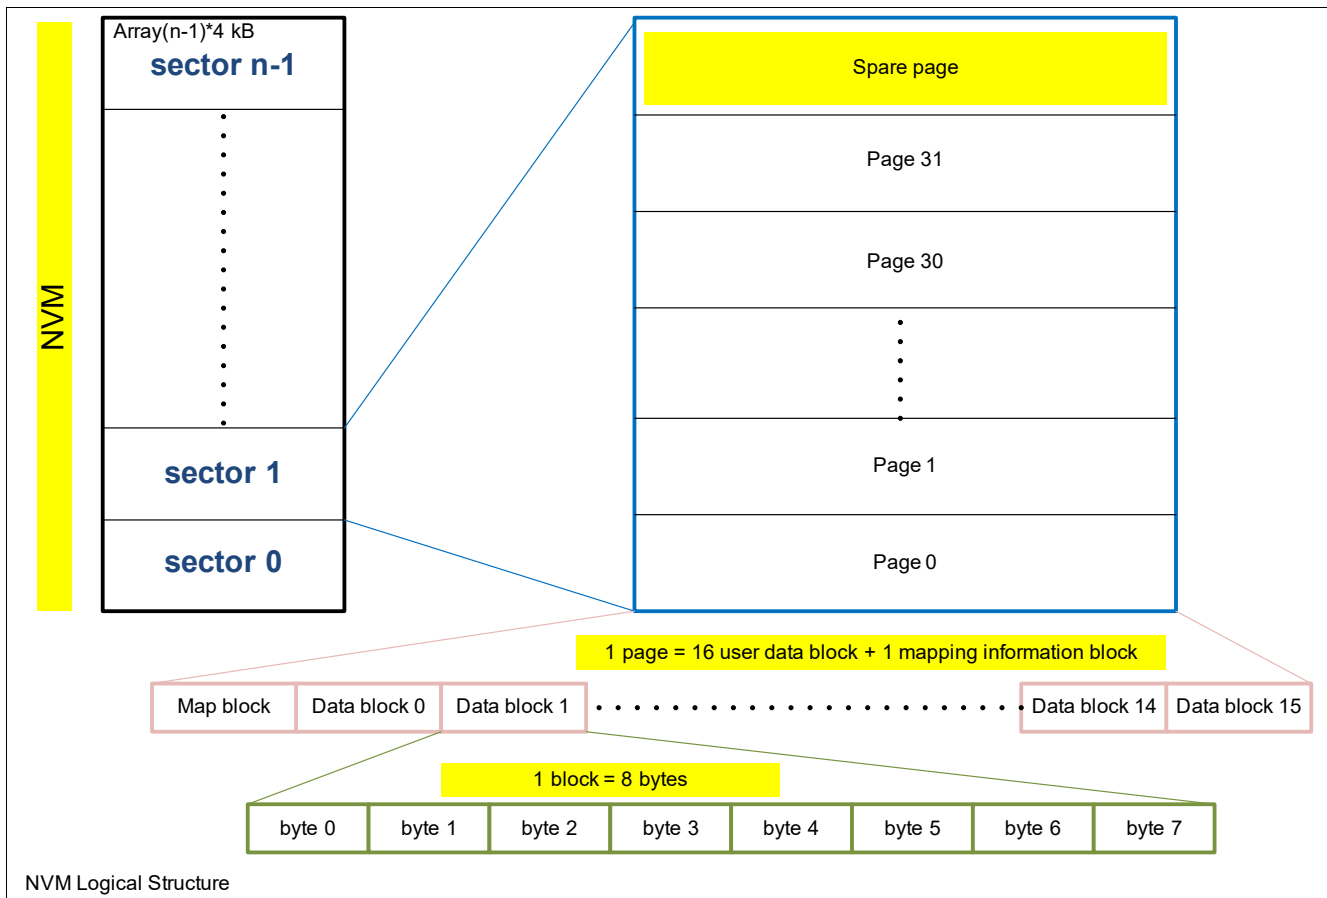 NVM
Array(n-1)*4 kB
sector n-1
sector 1
sector 0
Spare page
Page 31
Page 30
Page 1
Page 0
1 page = 16 user data block + 1 mapping information block
Map block Data block 0 Data block 1 Data block 14 Data block 15
1 block = 8 bytes
byte 0 byte 1 byte 2 byte 3 byte 4 byte 5 byte 6 byte 7
NVM Logical Structure